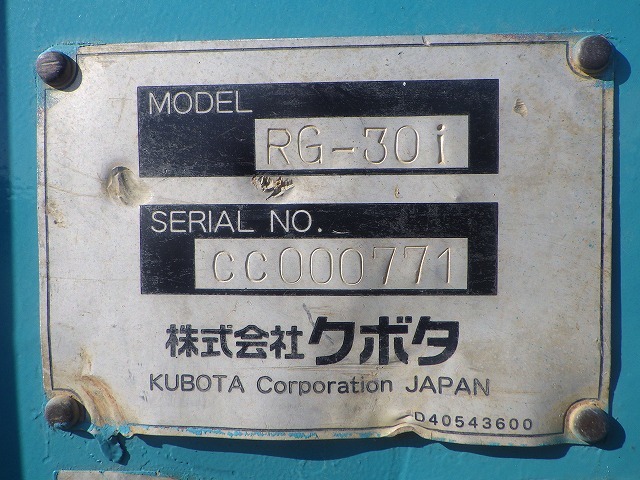 MODEL
RG-30i
SERIAL NO.
CC000771
株式会社クボタ
KUBOTA Corporation JAPAN
D40543600